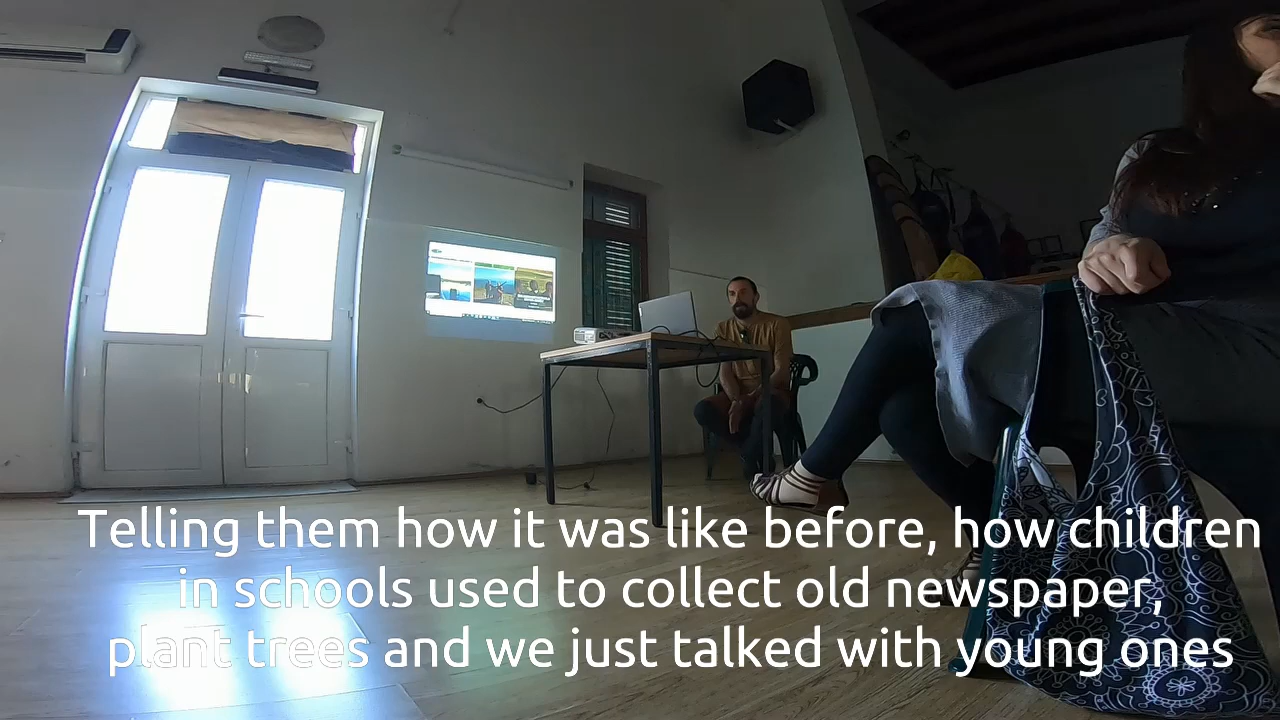 Telling them how it was like before, how children
in schools used to collect old newspaper,
plant trees and we just talked with young ones